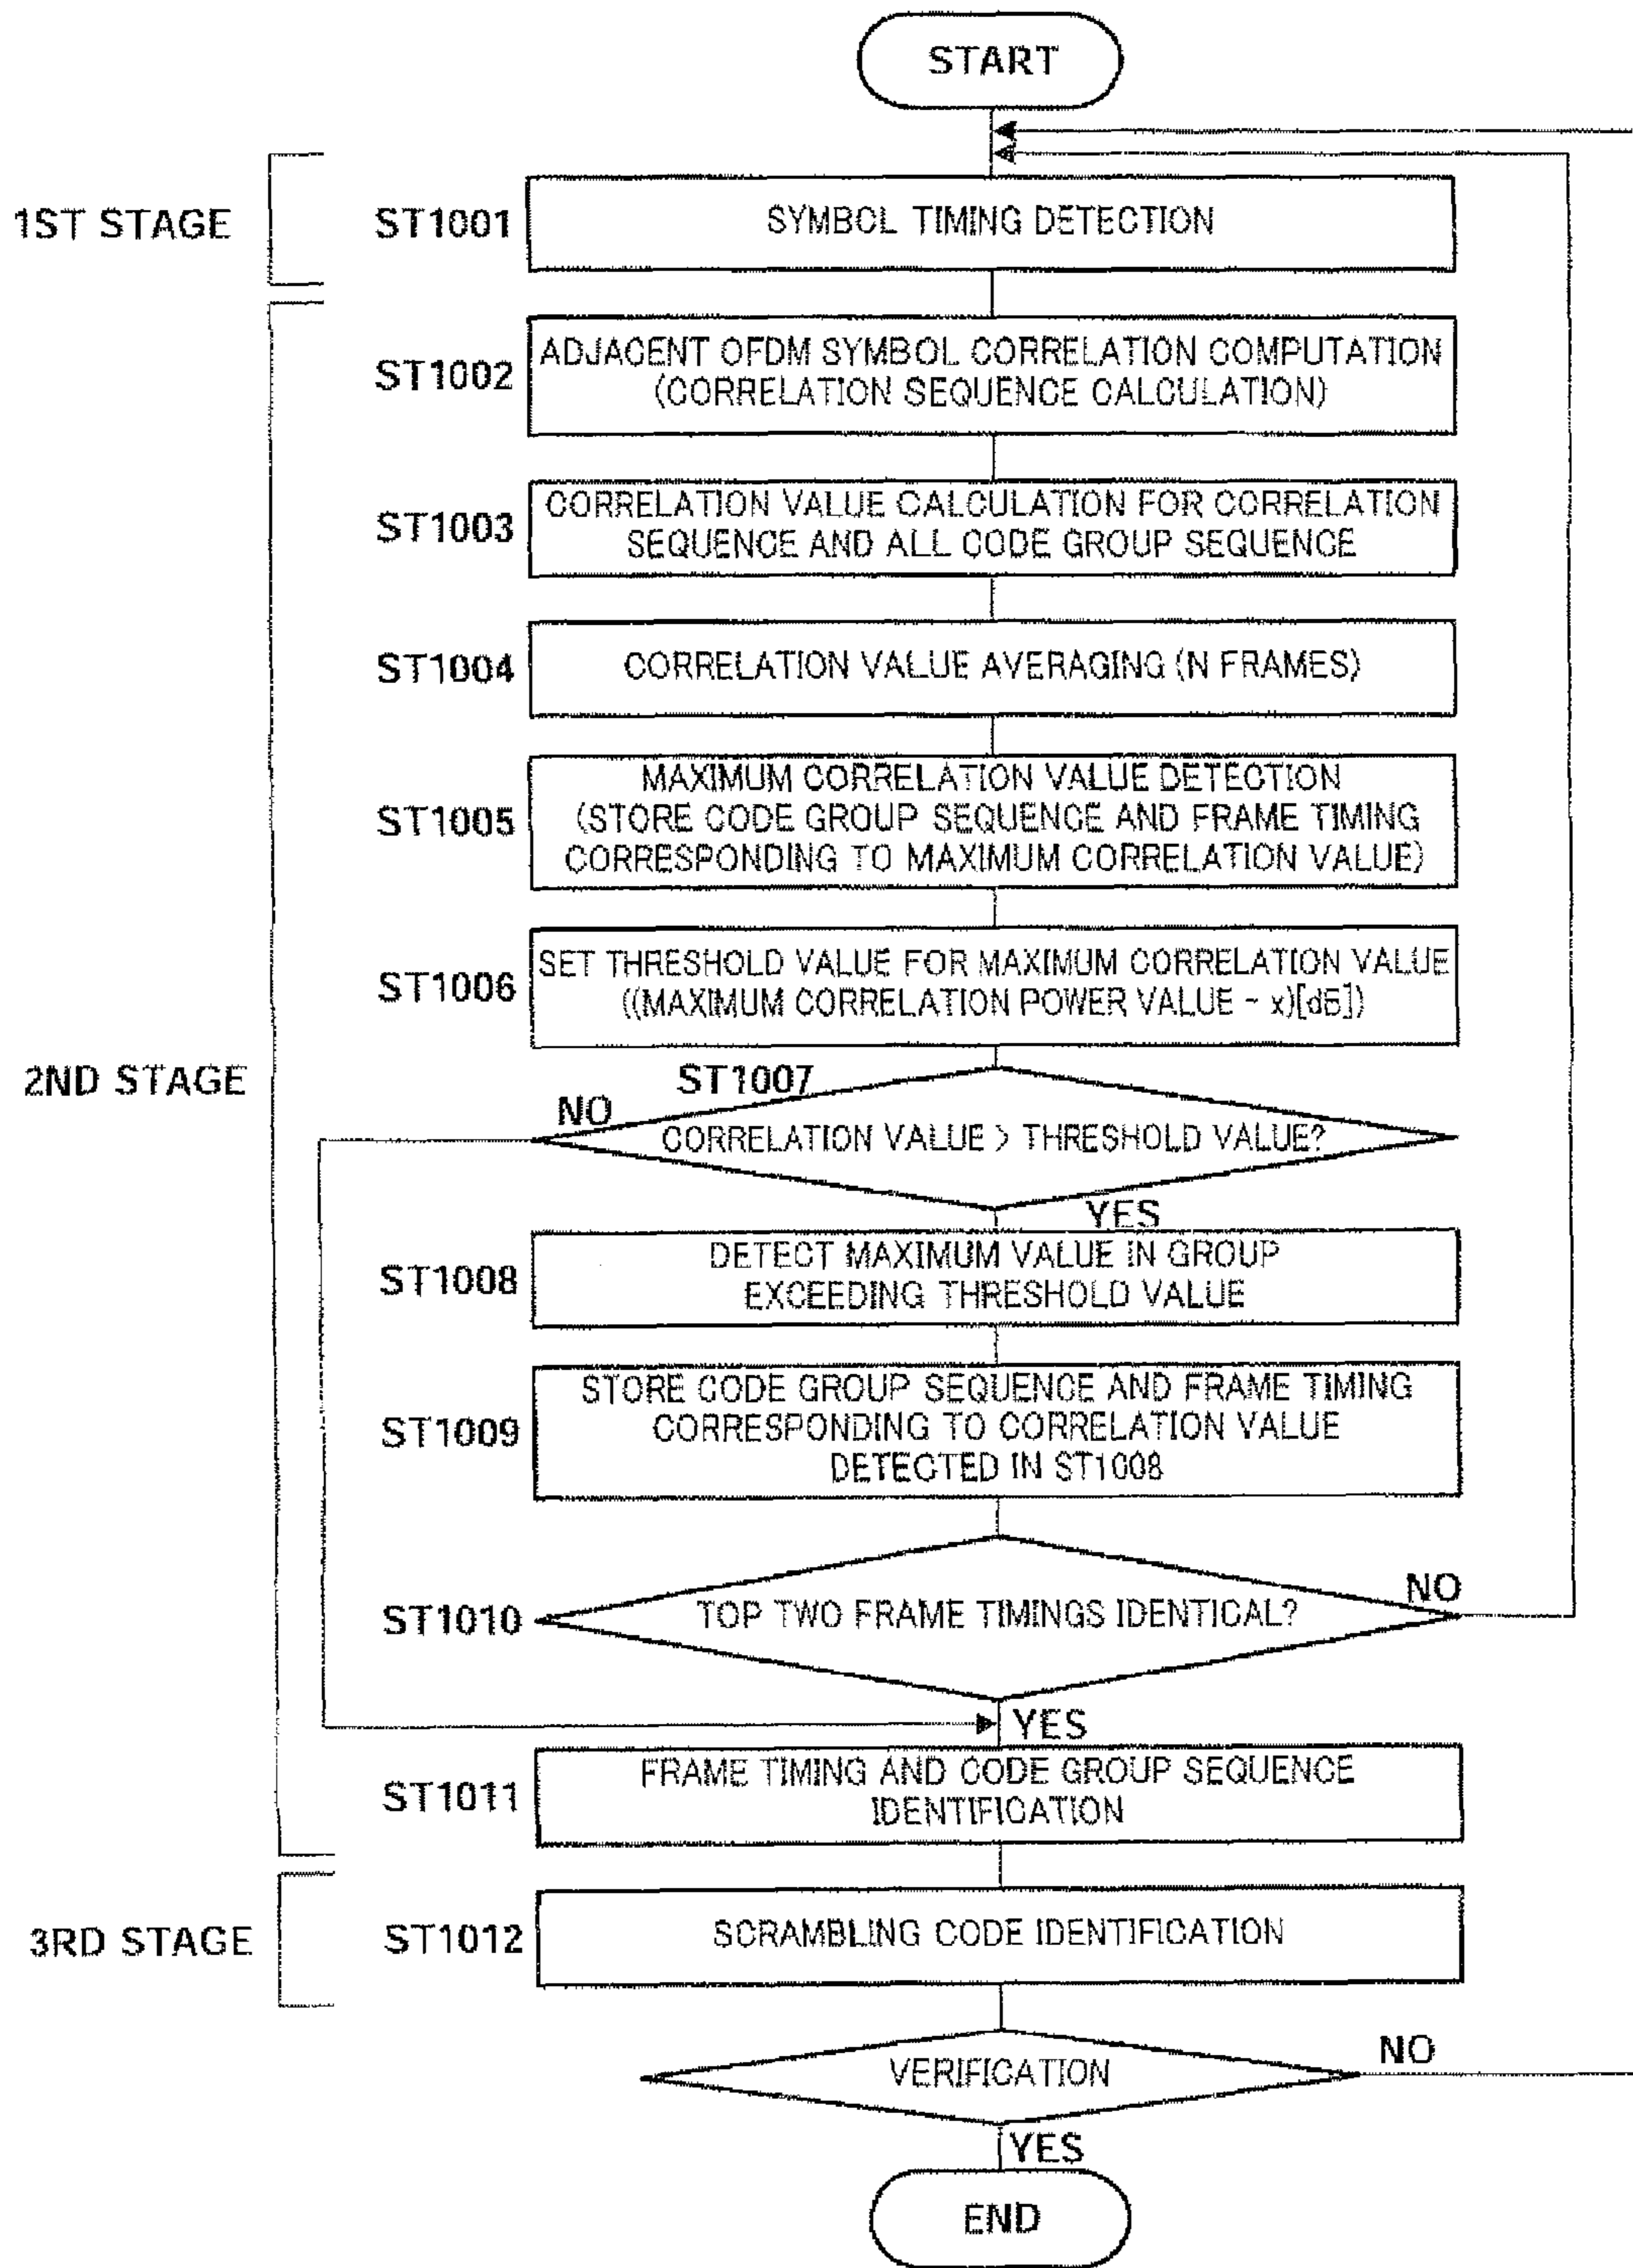 START
1ST STAGE
ST1001
SYMBOL TIMING DETECTION
ST1002
ADJACENT OFDM SYMBOL CORRELATION COMPUTATION
(CORRELATION SEQUENCE CALCULATION)
ST1003
CORRELATION VALUE CALCULATION FOR CORRELATION
SEQUENCE AND ALL CODE GROUP SEQUENCE
ST1004
CORRELATION VALUE AVERAGING (N FRAMES)
ST1005
MAXIMUM CORRELATION VALUE DETECTION
(STORE CODE GROUP SEQUENCE AND FRAME TIMING
CORRESPONDING TO MAXIMUM CORRELATION VALUE)
ST1006
SET THRESHOLD VALUE FOR MAXIMUM CORRELATION VALUE
((MAXIMUM CORRELATION POWER VALUE - x)[dB])
2ND STAGE
ST1007
NO
CORRELATION VALUE > THRESHOLD VALUE?
YES
ST1008
DETECT MAXIMUM VALUE IN GROUP
EXCEEDING THRESHOLD VALUE
ST1009
STORE CODE GROUP SEQUENCE AND FRAME TIMING
CORRESPONDING TO CORRELATION VALUE
DETECTED IN ST1008
ST1010
TOP TWO FRAME TIMINGS IDENTICAL?
NO
YES
ST1011
FRAME TIMING AND CODE GROUP SEQUENCE
IDENTIFICATION
3RD STAGE
ST1012
SCRAMBLING CODE IDENTIFICATION
VERIFICATION
NO
YES
END